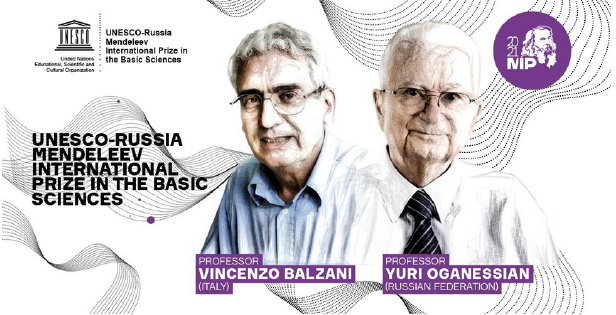 UNESCO
United Nations
Educational, Scientific and
Cultural Organization
UNESCO-Russia
Mendeleev
International Prize in
the Basic Sciences
2021
MIP
UNESCO-RUSSIA
MENDELEEV
INTERNATIONAL
PRIZE IN THE BASIC
SCIENCES
PROFESSOR
VINCENZO BALZANI
(ITALY)
PROFESSOR
YURI OGANESSIAN
(RUSSIAN FEDERATION)